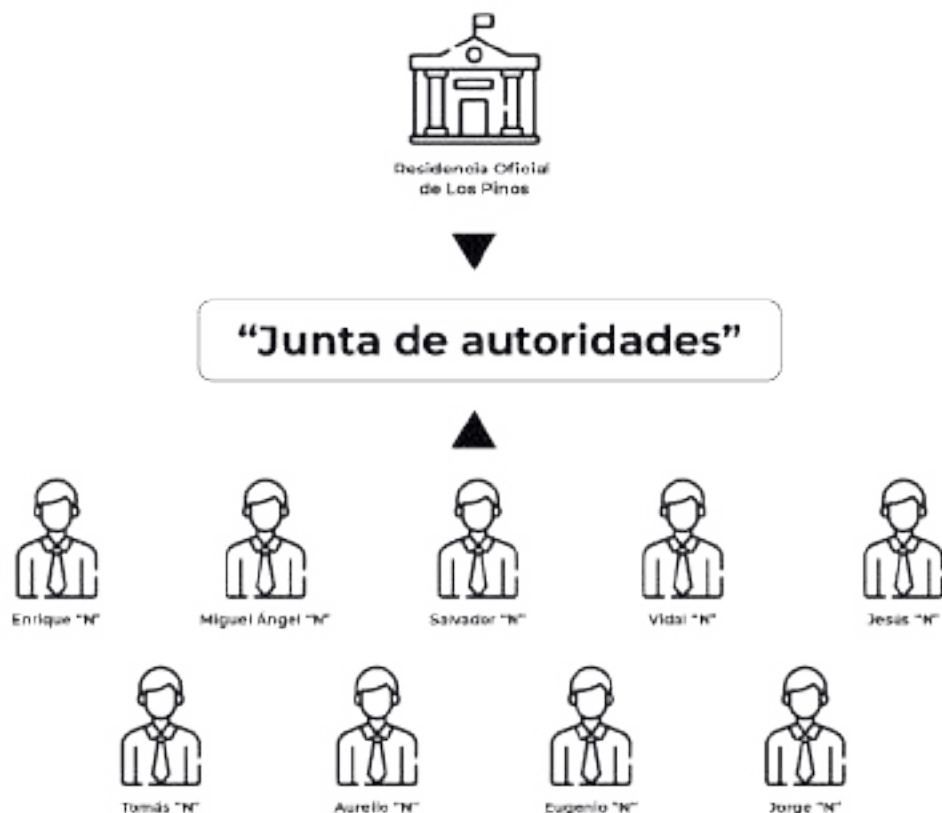 Residencia Oficial
de Los Pinos
“Junta de autoridades”
Enrique “N” Miguel Ángel “N” Salvador “N” Vidal “N” Jesús “N”
Tomás “N” Aurelio “N” Eugenio “N” Jorge “N”